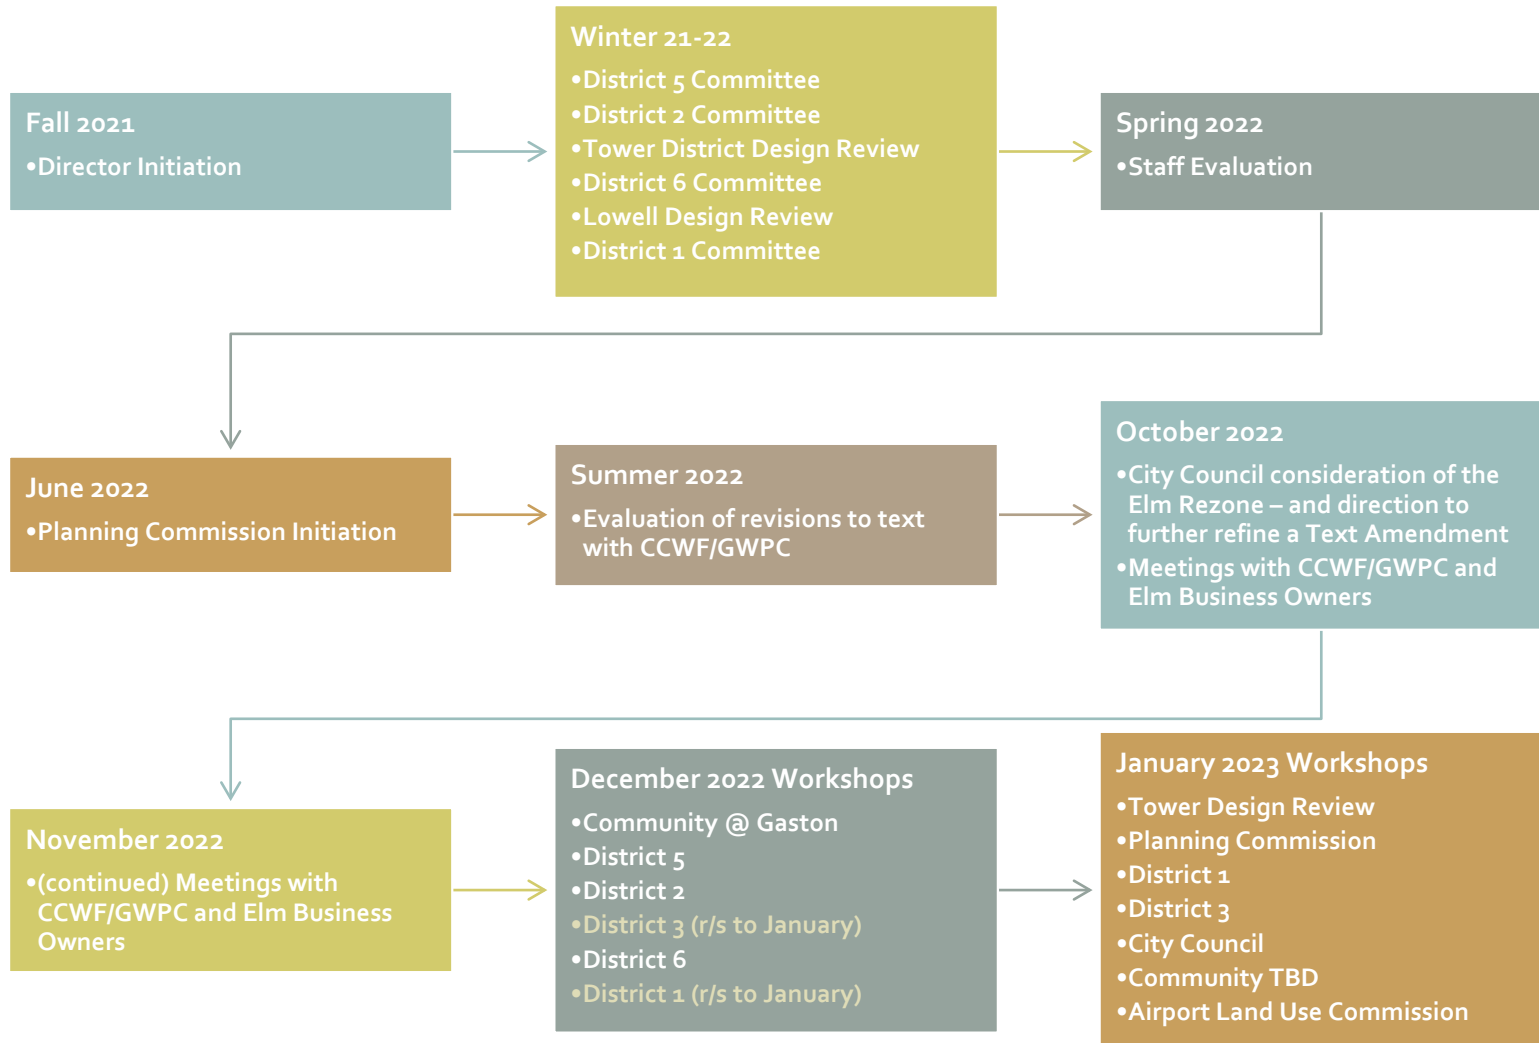 Fall 2021
•Director Initiation
Winter 21-22
•District 5 Committee
•District 2 Committee
•Tower District Design Review
•District 6 Committee
•Lowell Design Review
•District 1 Committee
Spring 2022
•Staff Evaluation
June 2022
•Planning Commission Initiation
Summer 2022
•Evaluation of revisions to text
with CCWF/GWPC
October 2022
•City Council consideration of the
Elm Rezone – and direction to
further refine a Text Amendment
•Meetings with CCWF/GWPC and
Elm Business Owners
November 2022
•(continued) Meetings with
CCWF/GWPC and Elm Business
Owners
December 2022 Workshops
•Community @ Gaston
•District 5
•District 2
•District 3 (r/s to January)
•District 6
•District 1 (r/s to January)
January 2023 Workshops
•Tower Design Review
•Planning Commission
•District 1
•District 3
•City Council
•Community TBD
•Airport Land Use Commission